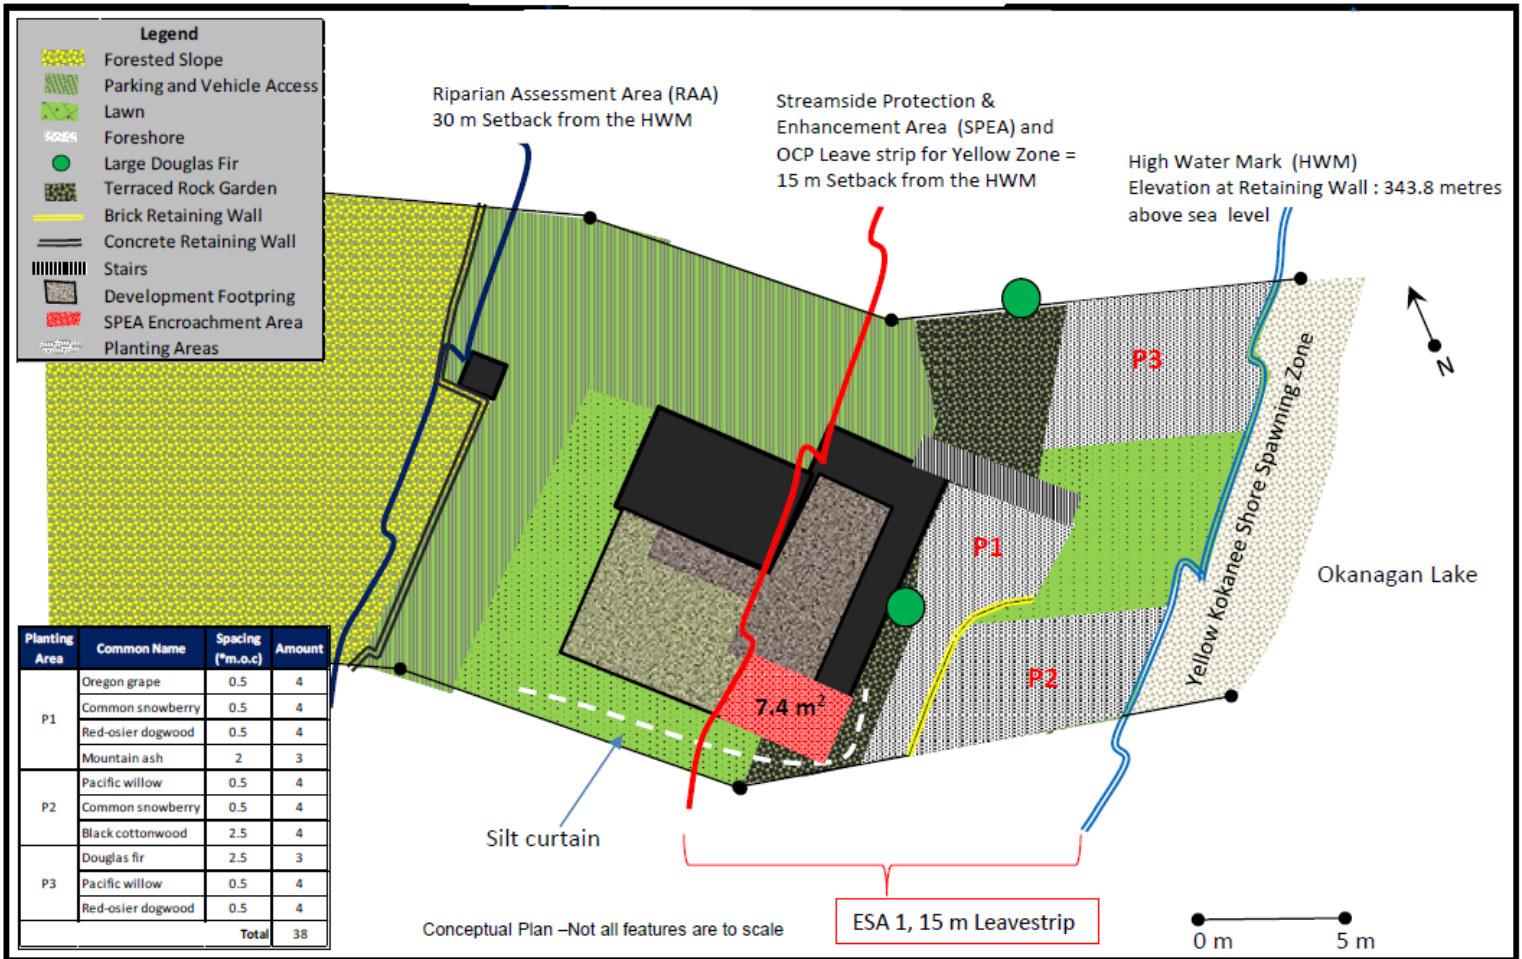 Legend
Forested Slope
Parking and Vehicle Access
Lawn
Foreshore
Large Douglas Fir
Terraced Rock Garden
Brick Retaining Wall
Concrete Retaining Wall
Stairs
Development Footpring
SPEA Encroachment Area
Planting Areas
Riparian Assessment Area (RAA)
30 m Setback from the HWM
Streamside Protection &
Enhancement Area (SPEA) and
OCP Leave strip for Yellow Zone =
15 m Setback from the HWM
High Water Mark (HWM)
Elevation at Retaining Wall : 343.8 metres
above sea level
N
P3
P1
P2
7.4 m²
Yellow Kokanee Shore Spawning Zone
Okanagan Lake
Silt curtain
ESA 1, 15 m Leavestrip
Conceptual Plan –Not all features are to scale
0 m 5 m
Planting Area Common Name Spacing (*m.o.c) Amount
P1 Oregon grape 0.5 4
Common snowberry 0.5 4
Red-osier dogwood 0.5 4
Mountain ash 2 3
P2 Pacific willow 0.5 4
Common snowberry 0.5 4
Black cottonwood 2.5 4
P3 Douglas fir 2.5 3
Pacific willow 0.5 4
Red-osier dogwood 0.5 4
Total 38